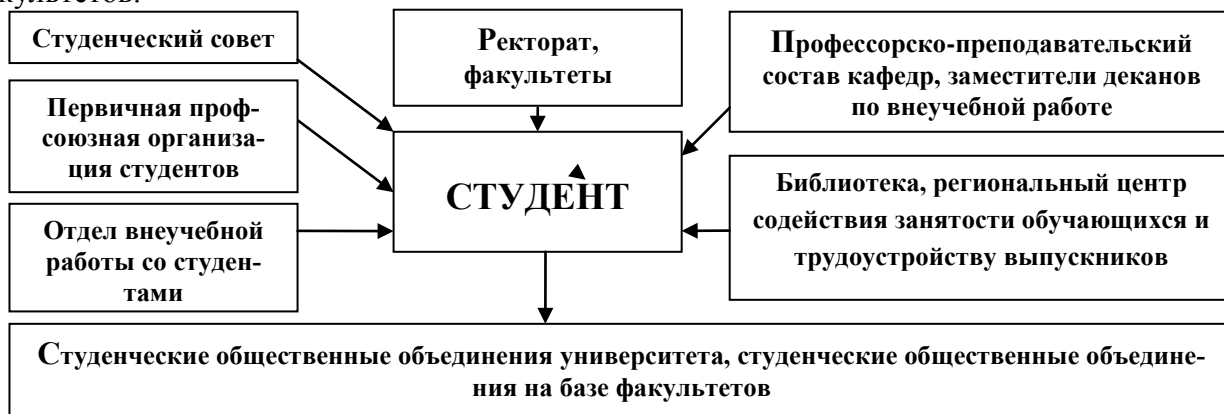 культетов.
Студенческий совет
Ректорат,
факультеты
Профессорско-преподавательский
состав кафедр, заместители деканов
по внеучебной работе
Первичная проф-
союзная организа-
ция студентов
СТУДЕНТ
Библиотека, региональный центр
содействия занятости обучающихся и
трудоустройству выпускников
Отдел внеучебной
работы со студен-
тами
Студенческие общественные объединения университета, студенческие общественные объедине-
ния на базе факультетов